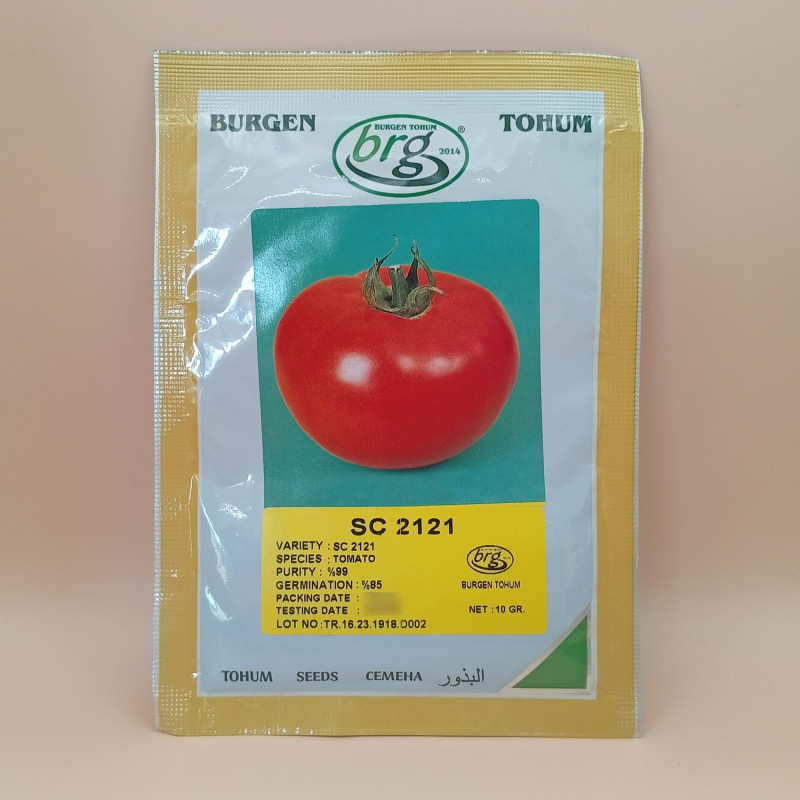 BURGEN TOHUM
BURGEN TOHUM
brg®
2014
SC 2121
VARIETY : SC 2121
SPECIES : TOMATO
PURITY : %99
GERMINATION : %85
PACKING DATE :
TESTING DATE :
LOT NO :TR.16.23.1918.D002
brg
BURGEN TOHUM
NET :10 GR.
TOHUM SEEDS СЕМЕНА البذور